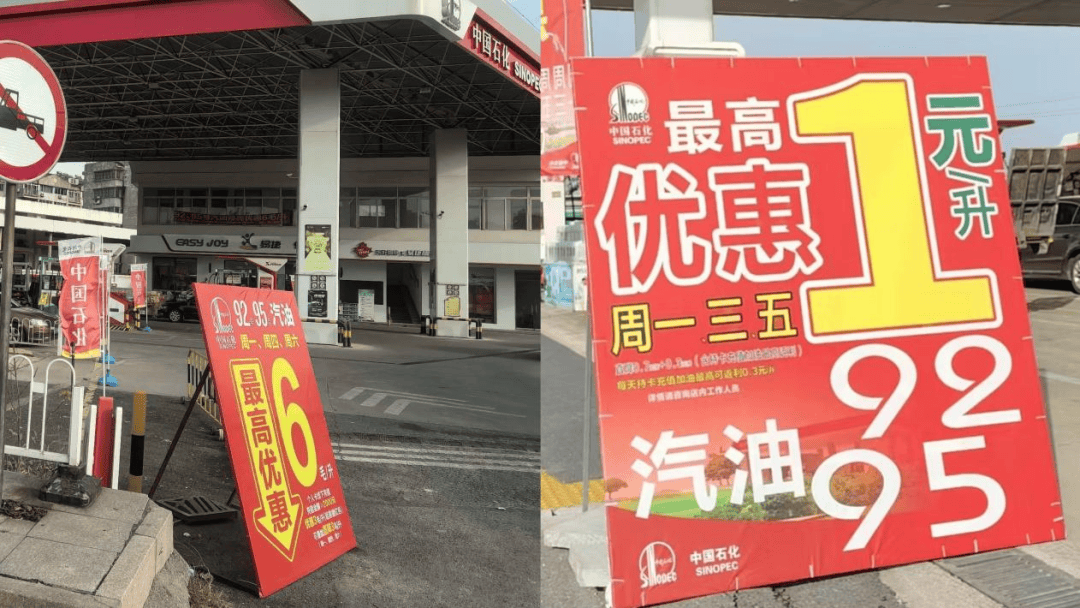 中国石化 SINOPEC
EASY JOY 易捷
中国石化
92.95 汽油
周一、周四、周六
最高优惠
6
毛/升
SINOPEC
中国石化
SINOPEC
最高
优惠
1
元/升
周一.三.五
每天持卡充值加油最高可返利0.3元/升
详情请咨询店内工作人员
汽油
92
95
中国石化
SINOPEC